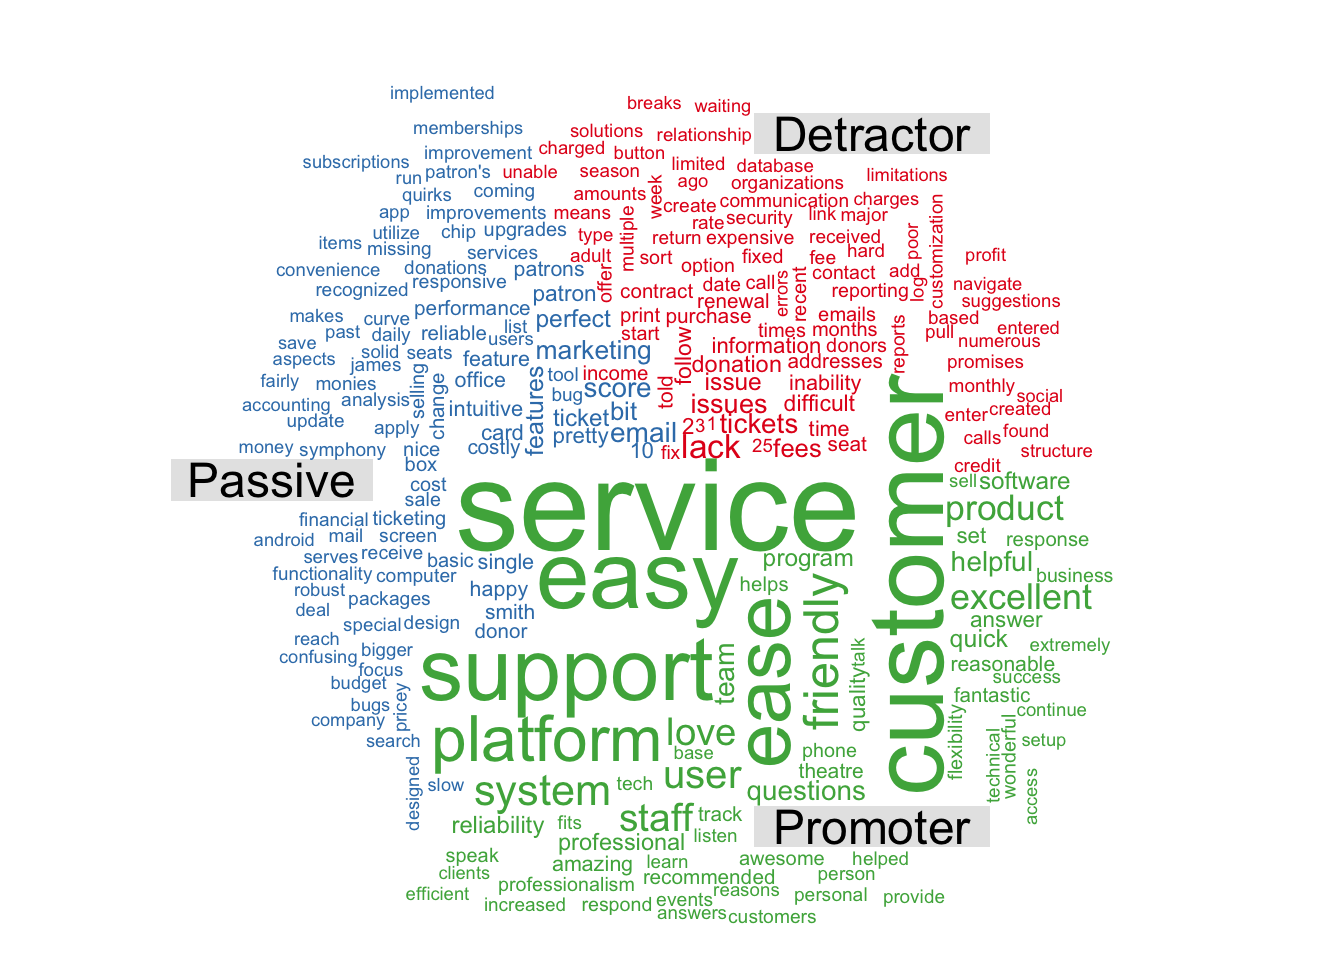 implemented
breaks
waiting
Detractor
memberships
solutions
relationship
subscriptions
improvement
charged
button
limited
database
run
patron's
unable
season
ago
organizations
limitations
quirks
coming
amounts
week
create
communication
charges
app
improvements
means
rate
security
link
major
customization
utilize
chip
upgrades
type
multiple
return
expensive
received
poor
items
missing
services
adult
sort
option
fixed
fee
hard
profit
convenience
donations
patrons
offer
contact
add
log
navigate
recognized
responsive
patron
contract
date
call
errors
recent
reporting
suggestions
makes
curve
performance
perfect
print
purchase
renewal
emails
based
entered
save
past
daily
reliable
users
list
start
times
months
pull
numerous
aspects
solid
seats
feature
marketing
follow
information
donors
reports
promises
fairly
james
office
tool
income
donation
addresses
monies
selling
score
told
issue
inability
monthly
social
accounting
analysis
change
intuitive
features
bug
issues
difficult
customer
enter
created
update
apply
card
ticket
bit
231
tickets
time
calls
found
money
symphony
nice
costly
pretty
email
10
fix
lack
25
fees
seat
structure
Passive
box
credit
cost
service
sell
software
sale
product
financial
ticketing
android
mail
screen
set
response
serves
receive
basic
single
easy
program
helpful
functionality
computer
helps
business
robust
packages
happy
ease
friendly
excellent
deal
smith
special
design
donor
answer
reach
bigger
support
team
quality
talk
quick
extremely
confusing
focus
reasonable
success
budget
fantastic
bugs
pricey
continue
company
platform
love
flexibility
technical
wonderful
setup
search
base
phone
access
designed
slow
system
tech
user
theatre
questions
staff
track
Promoter
reliability
fits
listen
professional
speak
amazing
learn
awesome
helped
clients
professionalism
recommended
person
efficient
increased
respond
events
reasons
personal
provide
answers
customers